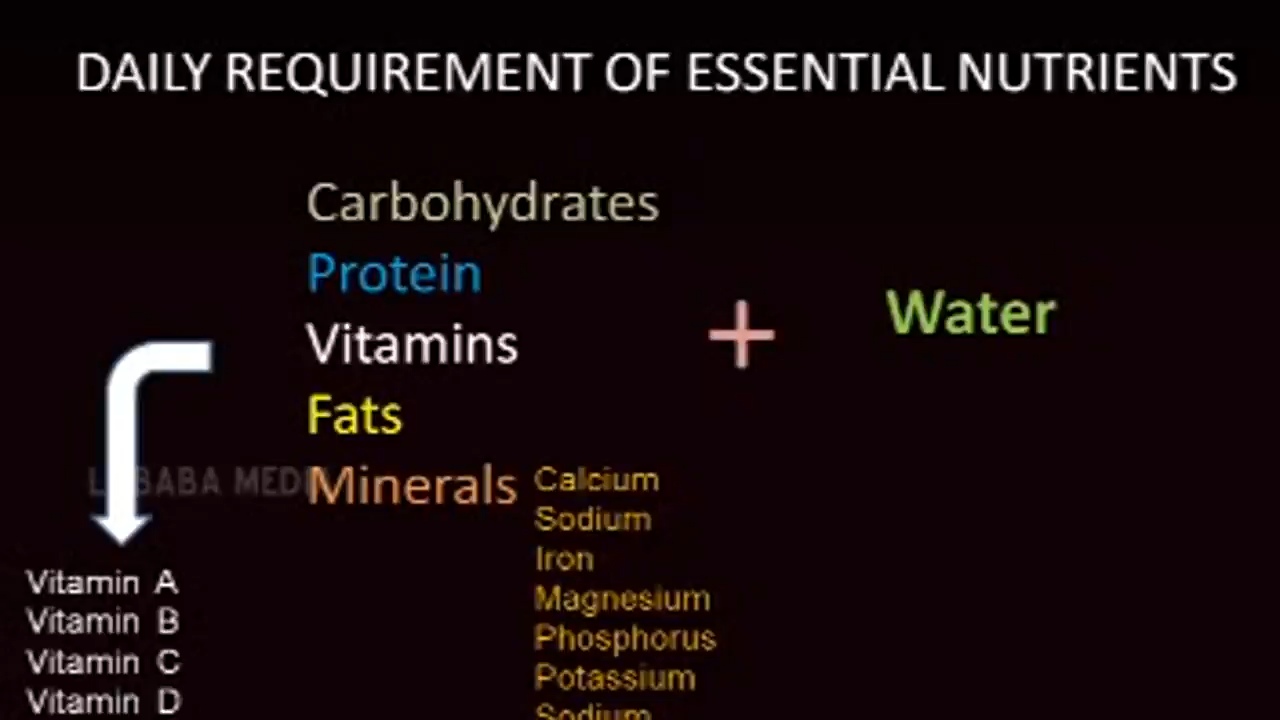 DAILY REQUIREMENT OF ESSENTIAL NUTRIENTS
Carbohydrates
Protein
Vitamins
Fats
Minerals
+
Water
Calcium
Sodium
Iron
Magnesium
Phosphorus
Potassium
Sodium
Vitamin A
Vitamin B
Vitamin C
Vitamin D